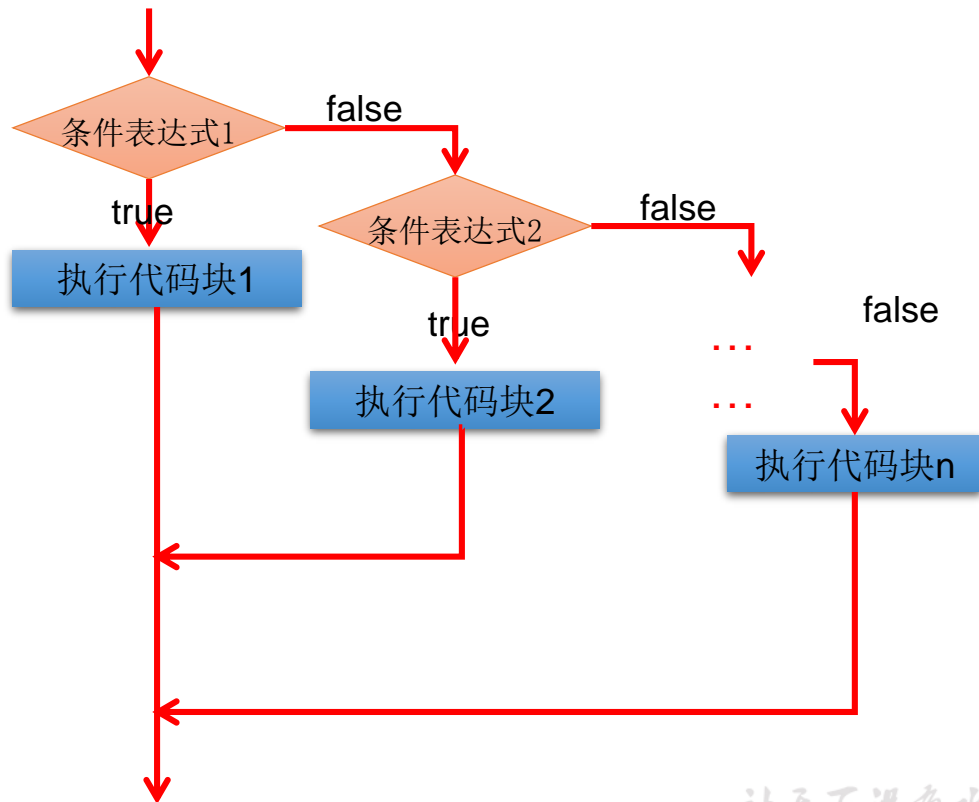 条件表达式1
false
true
条件表达式2
false
执行代码块1
true
false
...
执行代码块2
...
执行代码块n